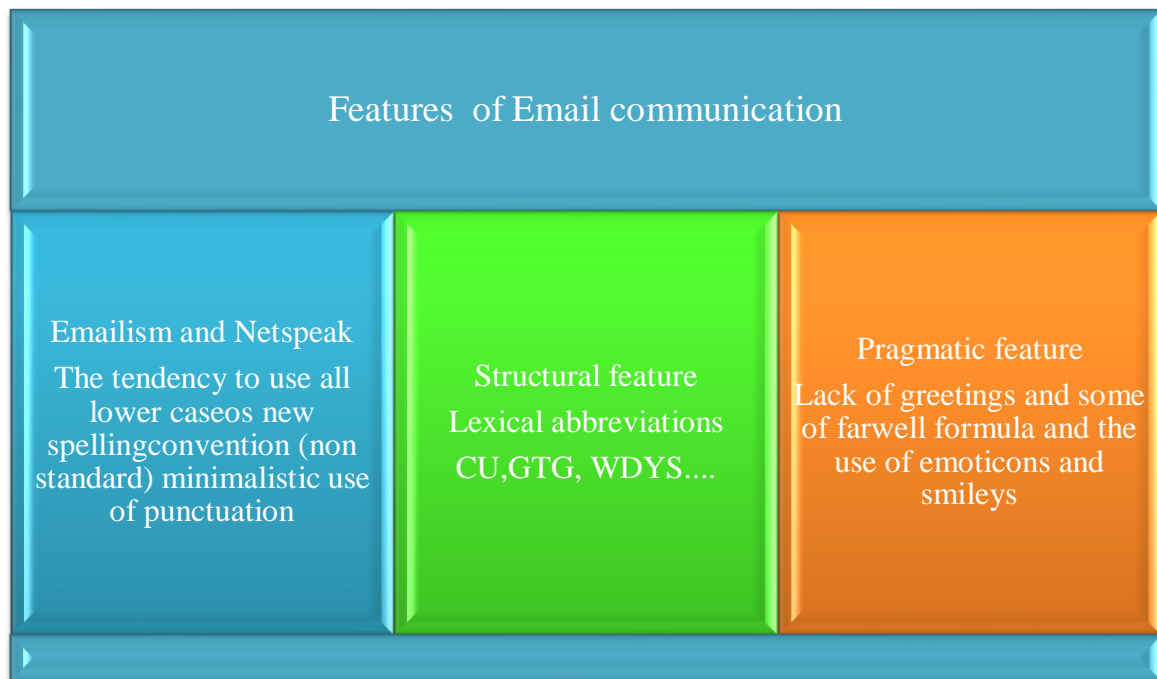 Features of Email communication
Emailism and Netspeak
The tendency to use all
lower caseos new
spellingconvention (non
standard) minimalistic use
of punctuation
Structural feature
Lexical abbreviations
CU,GTG, WDYS....
Pragmatic feature
Lack of greetings and some
of farwell formula and the
use of emoticons and
smileys